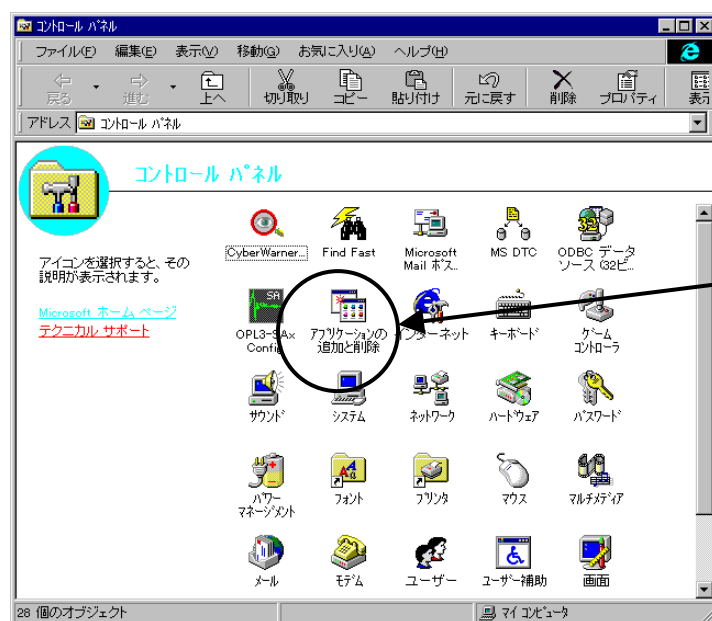 コントロール パネル
ファイル(F) 編集(E) 表示(V) 移動(G) お気に入り(A) ヘルプ(H)
戻る 進む 上へ 切り取り コピー 貼り付け 元に戻す 削除 プロパティ 表示
アドレス コントロール パネル
コントロール パネル
アイコンを選択すると、その
説明が表示されます。
Microsoft ホーム ページ
テクニカル サポート
CyberWarner...
Find Fast
Microsoft
Mail ポス...
MS DTC
ODBC データ
ソース (32ビ...
OPL3-SAx
Config
アプリケーションの
追加と削除
インターネット
キーボード
ゲーム
コントローラ
サウンド
システム
ネットワーク
ハードウェア
パスワード
パワー
マネージメント
フォント
プリンタ
マウス
マルチメディア
メール
モデム
ユーザー
ユーザー補助
画面
28 個のオブジェクト
マイ コンピュータ